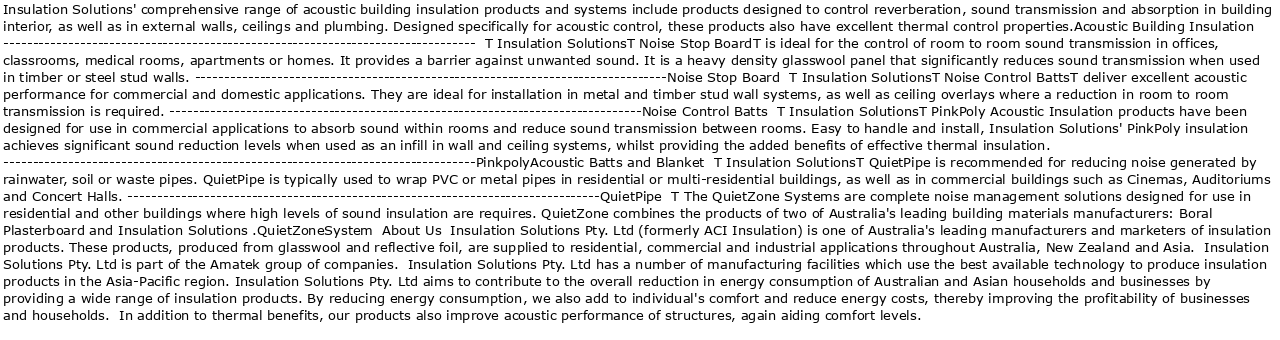 Insulation Solutions' comprehensive range of acoustic building insulation products and systems include products designed to control reverberation, sound transmission and absorption in building
interior, as well as in external walls, ceilings and plumbing. Designed specifically for acoustic control, these products also have excellent thermal control properties.Acoustic Building Insulation
-------------------------------------------------------------------------------  T Insulation SolutionsT Noise Stop BoardT is ideal for the control of room to room sound transmission in offices,
classrooms, medical rooms, apartments or homes. It provides a barrier against unwanted sound. It is a heavy density glasswool panel that significantly reduces sound transmission when used
in timber or steel stud walls. -------------------------------------------------------------------------------Noise Stop Board  T Insulation SolutionsT Noise Control BattsT deliver excellent acoustic
performance for commercial and domestic applications. They are ideal for installation in metal and timber stud wall systems, as well as ceiling overlays where a reduction in room to room
transmission is required. -------------------------------------------------------------------------------Noise Control Batts  T Insulation SolutionsT PinkPoly Acoustic Insulation products have been
designed for use in commercial applications to absorb sound within rooms and reduce sound transmission between rooms. Easy to handle and install, Insulation Solutions' PinkPoly insulation
achieves significant sound reduction levels when used as an infill in wall and ceiling systems, whilst providing the added benefits of effective thermal insulation.
-------------------------------------------------------------------------------PinkpolyAcoustic Batts and Blanket  T Insulation SolutionsT QuietPipe is recommended for reducing noise generated by
rainwater, soil or waste pipes. QuietPipe is typically used to wrap PVC or metal pipes in residential or multi-residential buildings, as well as in commercial buildings such as Cinemas, Auditoriums
and Concert Halls. -------------------------------------------------------------------------------QuietPipe  T The QuietZone Systems are complete noise management solutions designed for use in
residential and other buildings where high levels of sound insulation are requires. QuietZone combines the products of two of Australia's leading building materials manufacturers: Boral
Plasterboard and Insulation Solutions .QuietZoneSystem  About Us  Insulation Solutions Pty. Ltd (formerly ACI Insulation) is one of Australia's leading manufacturers and marketers of insulation
products. These products, produced from glasswool and reflective foil, are supplied to residential, commercial and industrial applications throughout Australia, New Zealand and Asia.  Insulation
Solutions Pty. Ltd is part of the Amatek group of companies.  Insulation Solutions Pty. Ltd has a number of manufacturing facilities which use the best available technology to produce insulation
products in the Asia-Pacific region. Insulation Solutions Pty. Ltd aims to contribute to the overall reduction in energy consumption of Australian and Asian households and businesses by
providing a wide range of insulation products. By reducing energy consumption, we also add to individual's comfort and reduce energy costs, thereby improving the profitability of businesses
and households.  In addition to thermal benefits, our products also improve acoustic performance of structures, again aiding comfort levels.